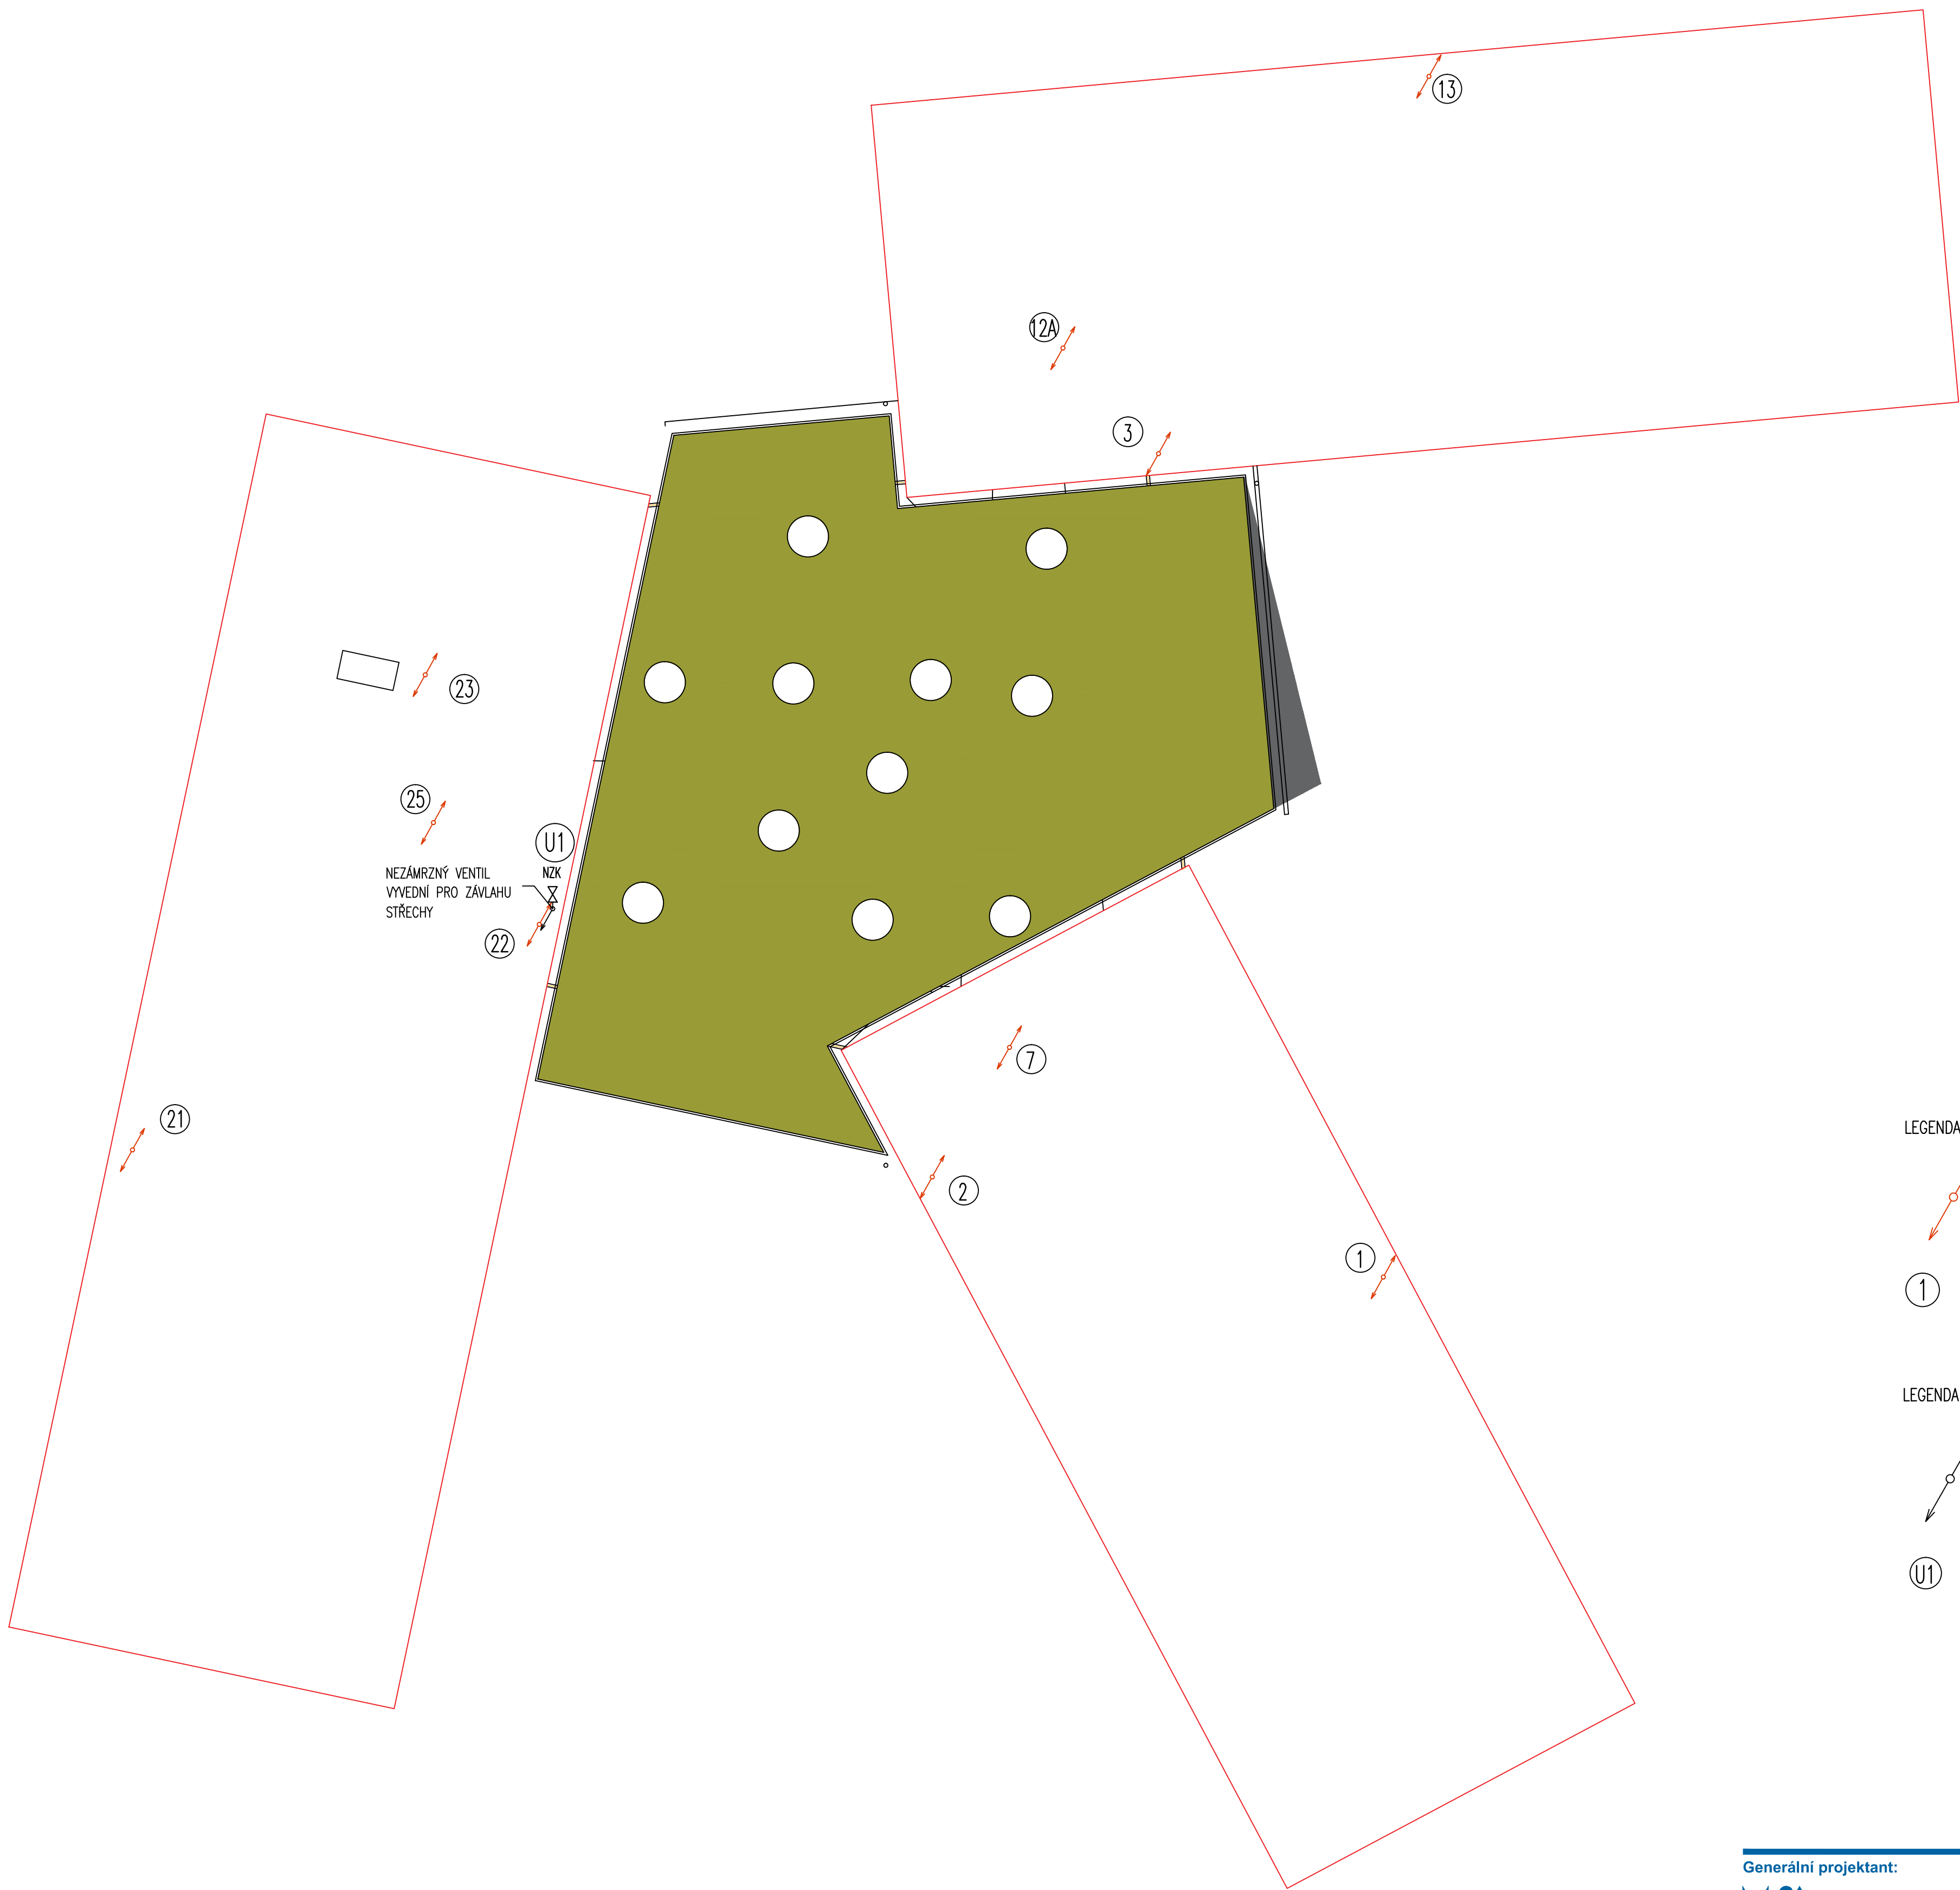 13
12A
3
23
25
U1
NEZÁMRZNÝ VENTIL
NZK
VYVEDNÍ PRO ZÁVLAHU
STŘECHY
22
7
21
2
1
LEGENDA
1
LEGENDA
U1
Generální projektant: